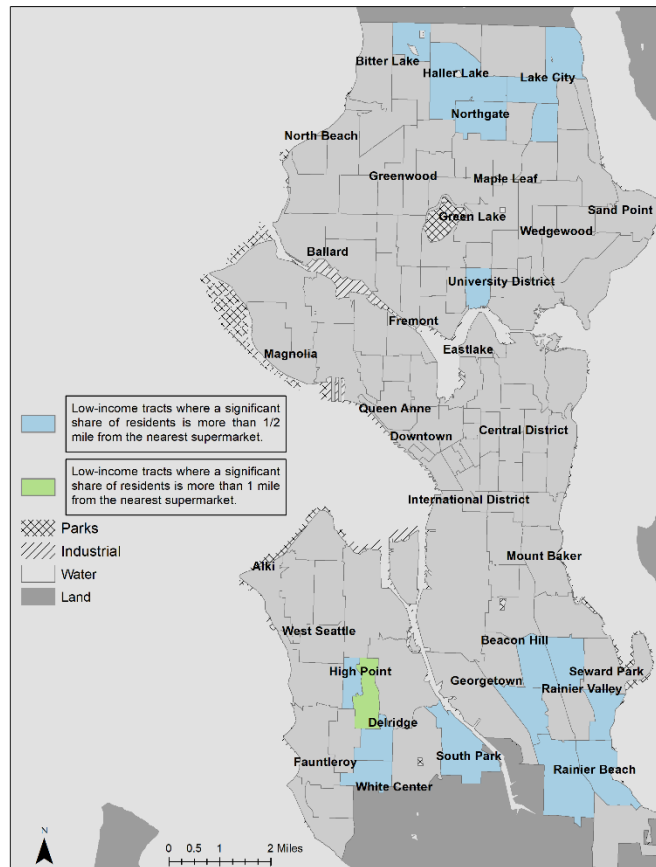 Bitter Lake
Haller Lake
Lake City
Northgate
North Beach
Greenwood
Maple Leaf
Green Lake
Sand Point
Wedgewood
Ballard
University District
Fremont
Eastlake
Magnolia
Queen Anne
Downtown
Central District
Low-income tracts where a significant
share of residents is more than 1/2
mile from the nearest supermarket.
Low-income tracts where a significant
share of residents is more than 1 mile
from the nearest supermarket.
Parks
Industrial
Water
Land
International District
Mount Baker
Alki
West Seattle
Beacon Hill
High Point
Georgetown
Seward Park
Rainier Valley
Delridge
Fauntleroy
South Park
White Center
Rainier Beach
N
0 0.5 1 2 Miles